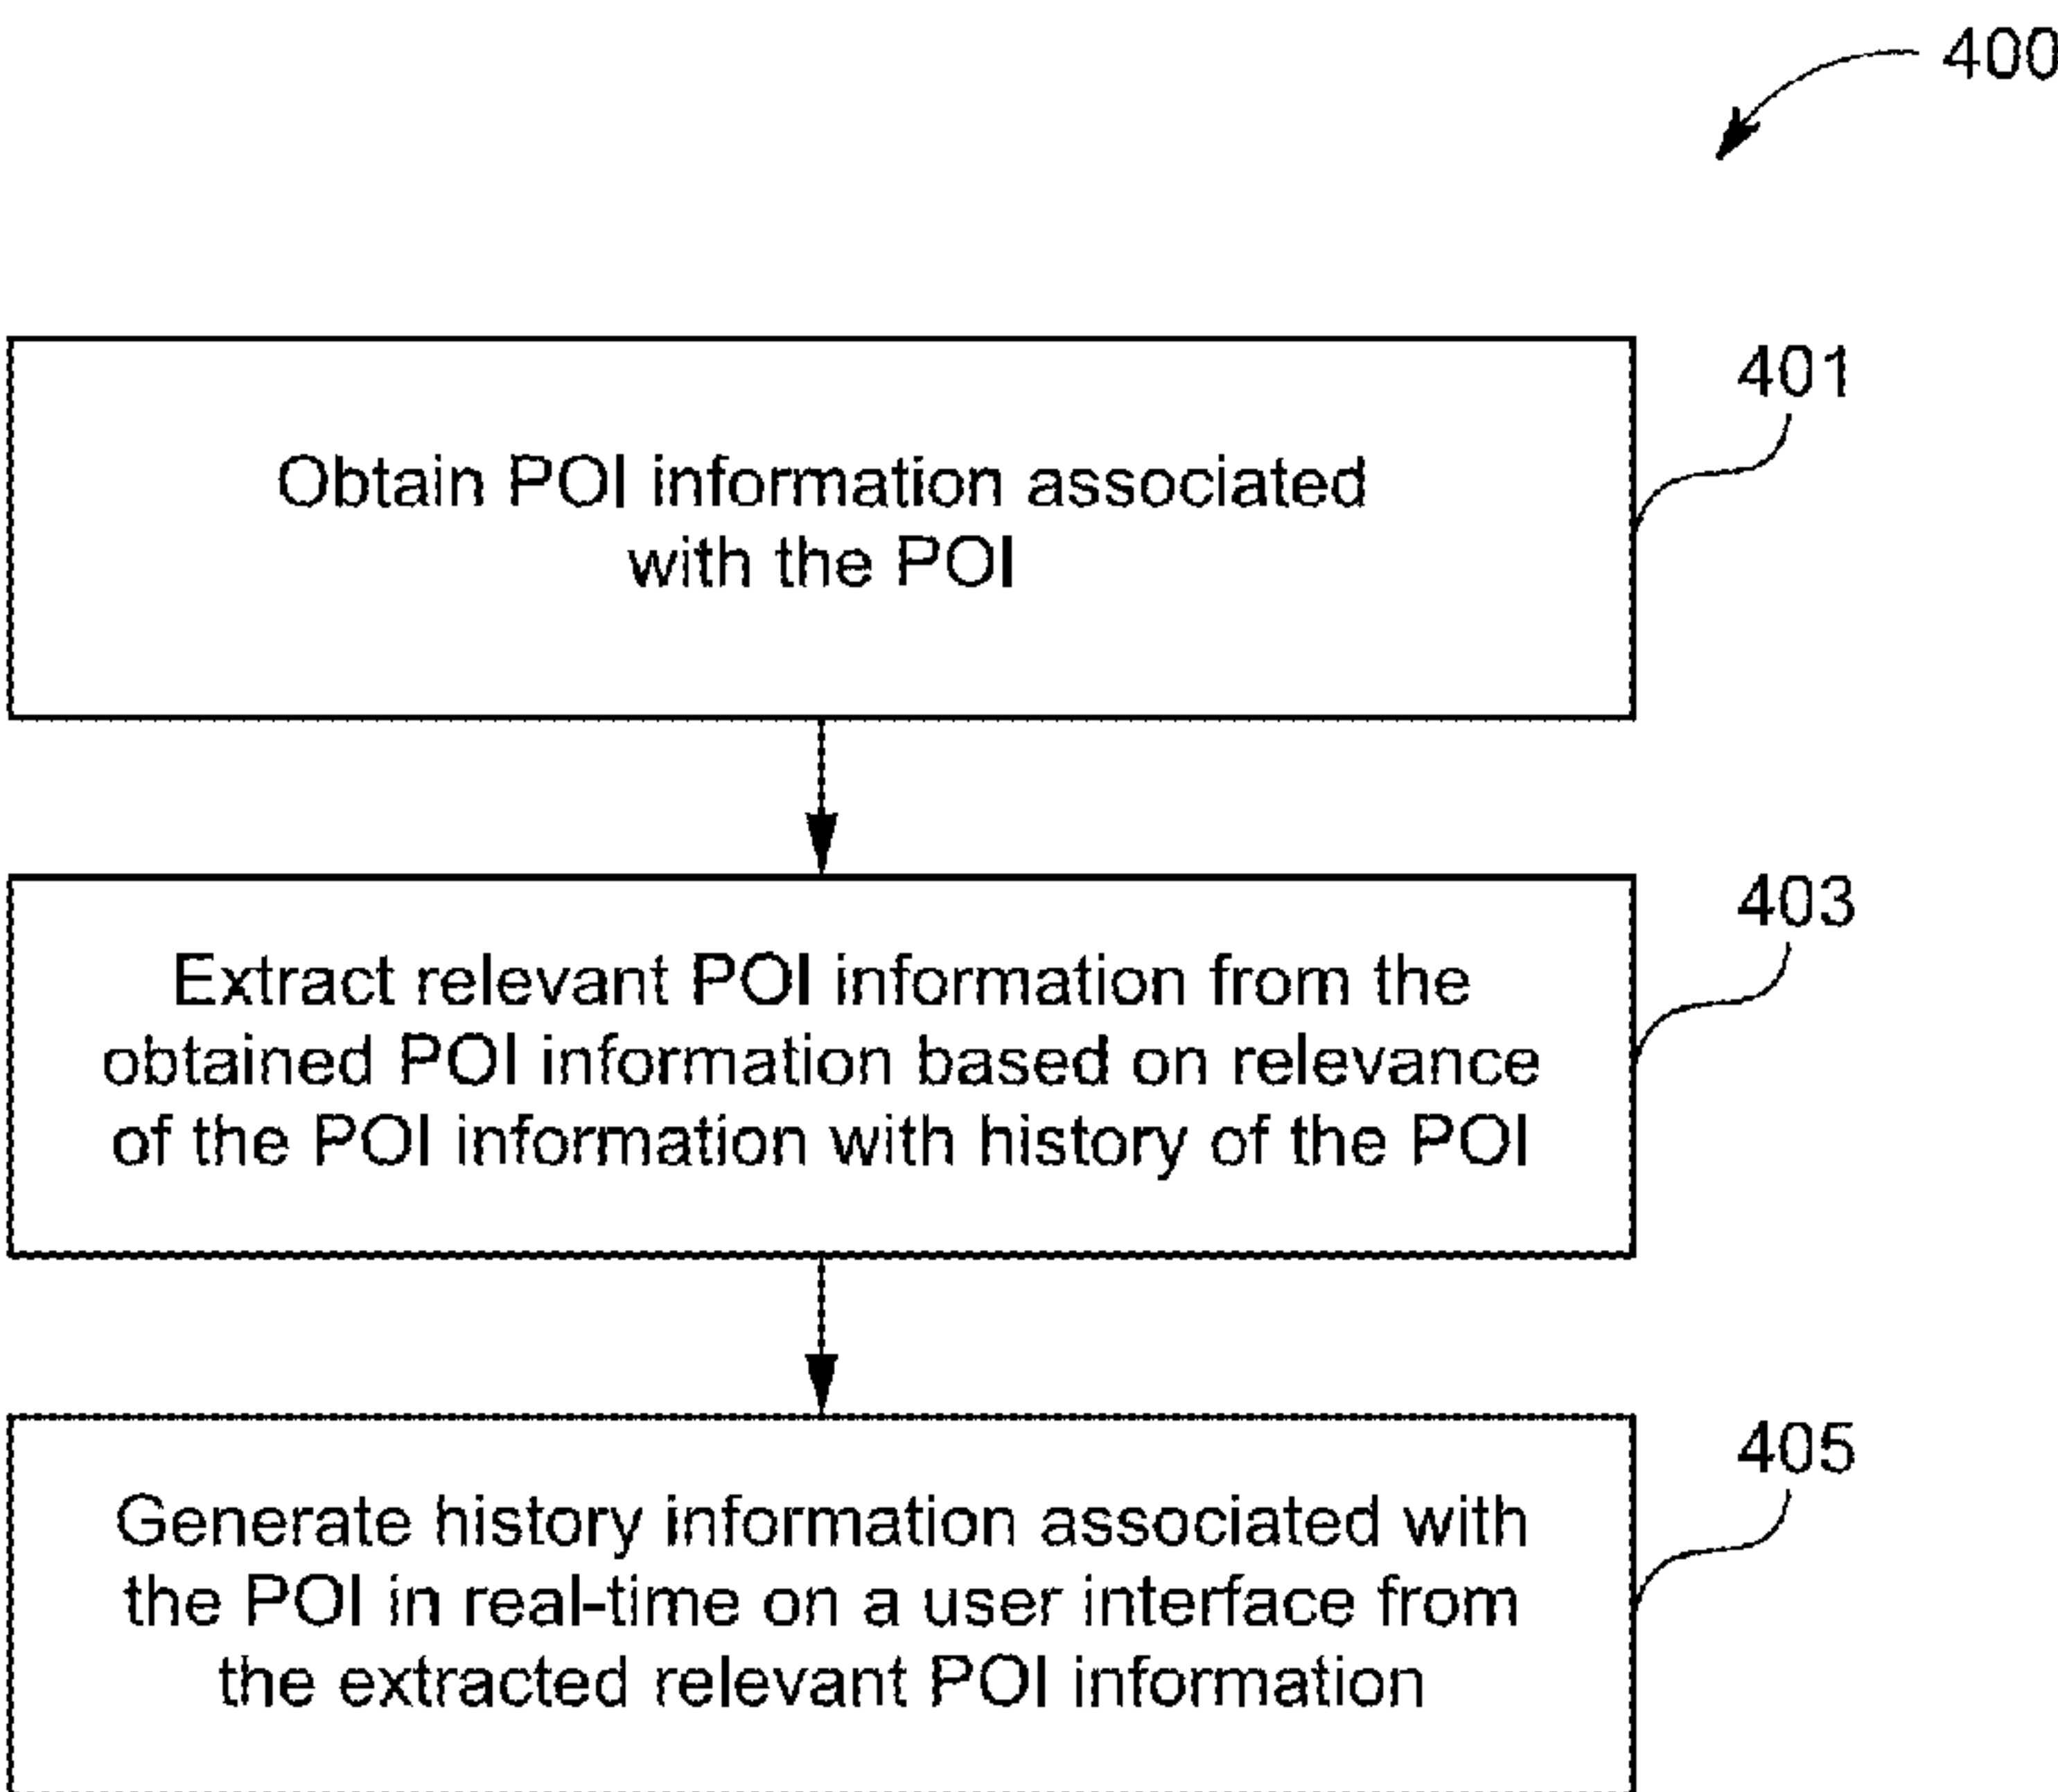 400
401
Obtain POI information associated
with the POI
403
Extract relevant POI information from the
obtained POI information based on relevance
of the POI information with history of the POI
405
Generate history information associated with
the POI in real-time on a user interface from
the extracted relevant POI information